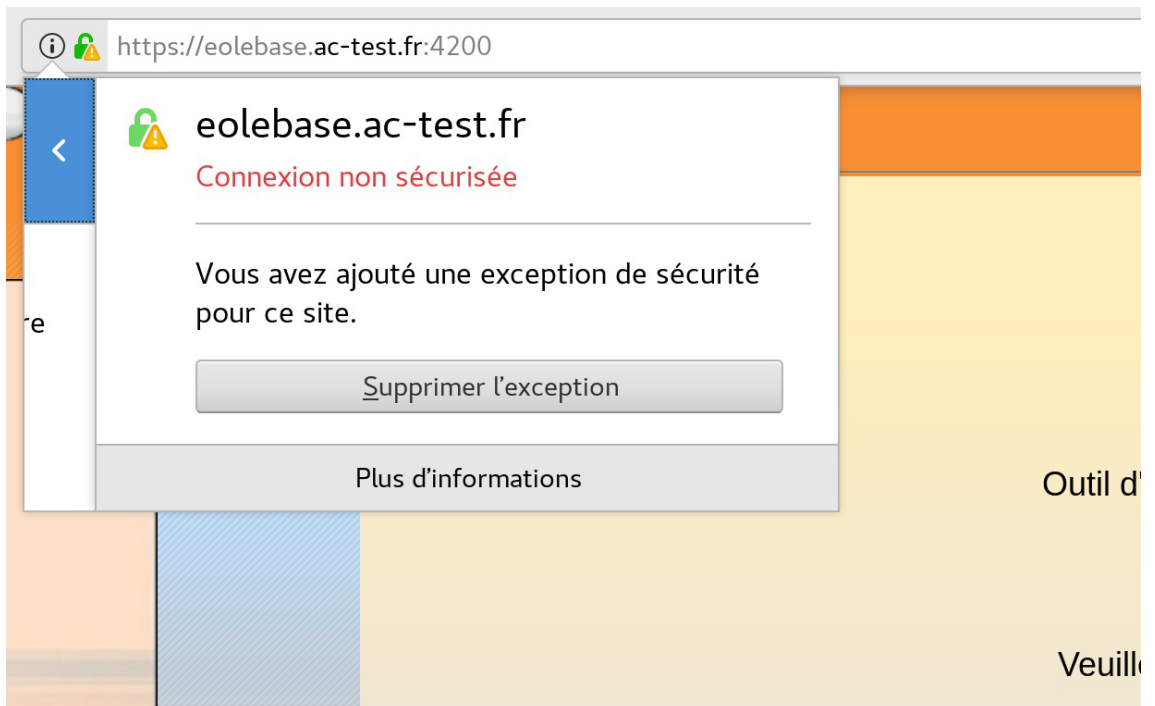 https://eolebase.ac-test.fr:4200
eolebase.ac-test.fr
Connexion non sécurisée
Vous avez ajouté une exception de sécurité
pour ce site.
Supprimer l'exception
Plus d'informations
Outil d'